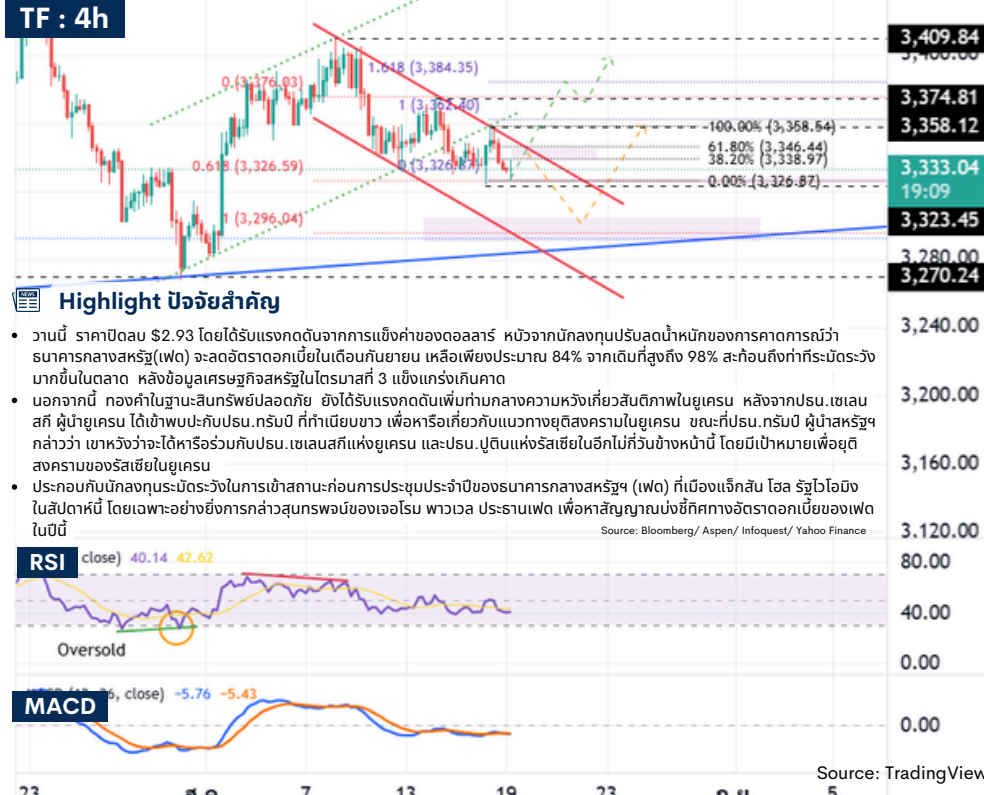 TF : 4h
3,409.84
3,400.00
1.618 (3,384.35)
0 (3,376.03)
3,374.81
1 (3,352.40)
100.00% (3,358.54)
3,358.12
61.80% (3,346.44)
38.20% (3,338.97)
0.618 (3,326.59)
3,333.04
19:09
0.00% (3,326.87)
1 (3,296.04)
3,323.45
3,280.00
3,270.24
NEWS
Highlight ปัจจัยสำคัญ
3,240.00
• วานนี้ ราคาปิดลบ $2.93 โดยได้รับแรงกดดันจากการแข็งค่าของดอลลาร์ หบัวจากนักลงทุนปรับลดน้ำหนักของการคาดการณ์ว่า
ธนาคารกลางสหรัฐ(เฟด) จะลดอัตราดอกเบี้ยในเดือนกันยายน เหลือเพียงประมาณ 84% จากเดิมที่สูงถึง 98% สะท้อนถึงท่าทีระมัดระวัง
มากขึ้นในตลาด หลังข้อมูลเศรษฐกิจสหรัฐในไตรมาสที่ 3 แข็งแกร่งเกินคาด
3,200.00
• นอกจากนี้ ทองคำในฐานะสินทรัพย์ปลอดภัย ยังได้รับแรงกดดันเพิ่มท่ามกลางความหวังเกี่ยวสันติภาพในยูเครน หลังจากปธน.เซเลน
สกี ผู้นำยูเครน ได้เข้าพบปะกับปธน.ทรัมป์ ที่ทำเนียบขาว เพื่อหารือเกี่ยวกับแนวทางยุติสงครามในยูเครน ขณะที่ปธน.ทรัมป์ ผู้นำสหรัฐฯ
กล่าวว่า เขาหวังว่าจะได้หารือร่วมกับปธน.เซเลนสกีแห่งยูเครน และปธน.ปูตินแห่งรัสเซียในอีกไม่กี่วันข้างหน้านี้ โดยมีเป้าหมายเพื่อยุติ
สงครามของรัสเซียในยูเครน
3,160.00
• ประกอบกับนักลงทุนระมัดระวังในการเข้าสถานะก่อนการประชุมประจำปีของธนาคารกลางสหรัฐฯ (เฟด) ที่เมืองแจ็กสัน โฮล รัฐไวโอมิง
ในสัปดาห์นี้ โดยเฉพาะอย่างยิ่งการกล่าวสุนทรพจน์ของเจอโรม พาวเวล ประธานเฟด เพื่อหาสัญญาณบ่งชี้ทิศทางอัตราดอกเบี้ยของเฟด
ในปีนี้
Source: Bloomberg/ Aspen/ Infoquest/ Yahoo Finance
3,120.00
RSI
close) 40.14 42.62
80.00
40.00
Oversold
0.00
MACD
26, close) −5.76 −5.43
0.00
Source: TradingView
23
7
13
19
23
5